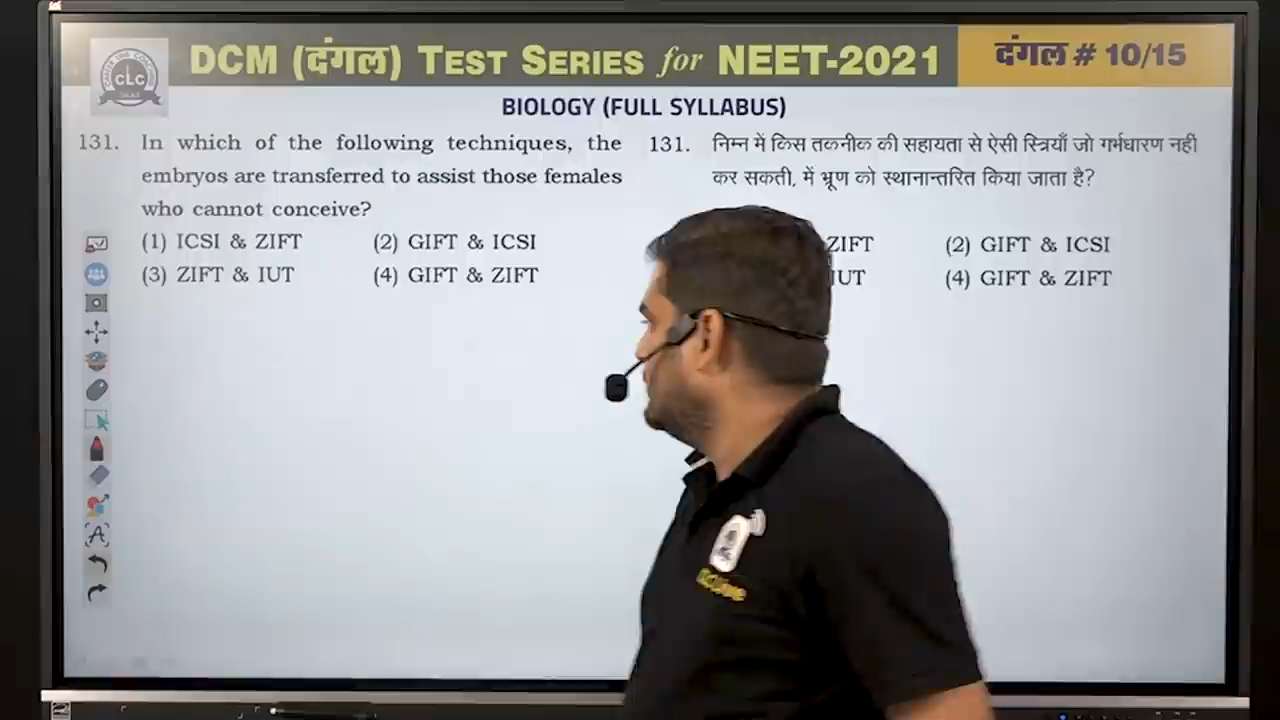 DCM (दंगल) TEST SERIES for NEET-2021
दंगल # 10/15
CLC
BIOLOGY (FULL SYLLABUS)
131. In which of the following techniques, the
embryos are transferred to assist those females
who cannot conceive?
(1) ICSI & ZIFT (2) GIFT & ICSI
(3) ZIFT & IUT (4) GIFT & ZIFT
131. निम्न में किस तकनीक की सहायता से ऐसी स्त्रियाँ जो गर्भधारण नहीं
कर सकती, में भ्रूण को स्थानान्तरित किया जाता है?
ZIFT (2) GIFT & ICSI
IUT (4) GIFT & ZIFT